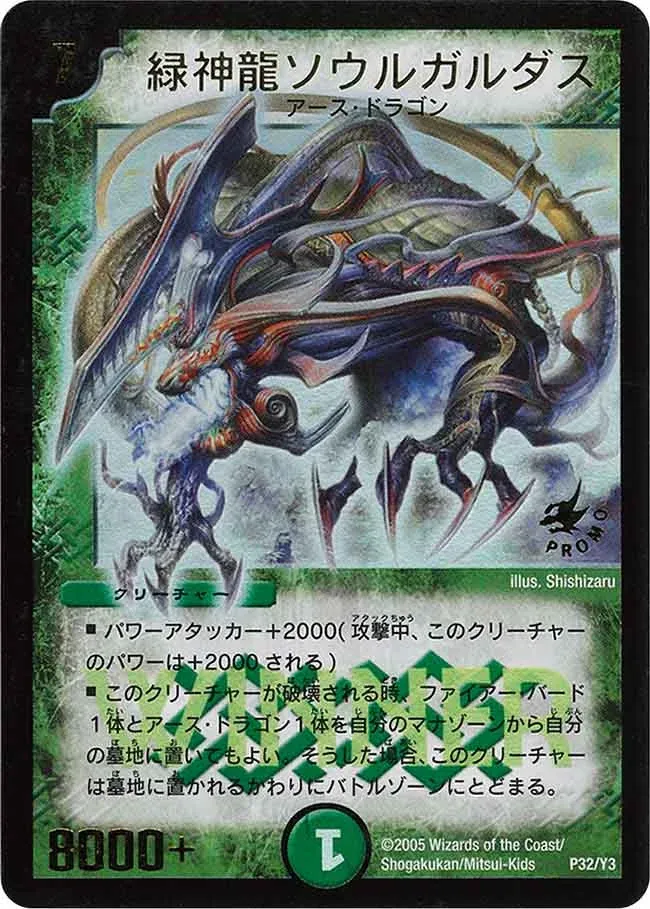 7
緑神龍ソウルガルダス
アース・ドラゴン
PROMO
illus. Shishizaru
クリーチャー
■ パワーアタッカー+2000(攻撃中、このクリーチャー
のパワーは+2000される)
■ このクリーチャーが破壊される時、ファイアー・バード
1体とアース・ドラゴン1体を自分のマナゾーンから自分
の墓地に置いてもよい。そうした場合、このクリーチャー
は墓地に置かれるかわりにバトルゾーンにとどまる。
WINNER
8000+
1
©2005 Wizards of the Coast/
Shogakukan/Mitsui-Kids
P32/Y3